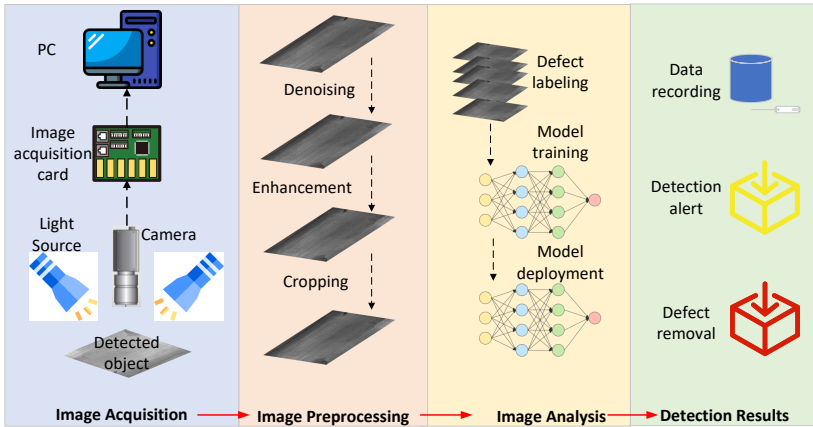 PC
Image
acquisition
card
Light
Source
Camera
Detected
object
Image Acquisition
Denoising
Enhancement
Cropping
Image Preprocessing
Defect
labeling
Model
training
Model
deployment
Image Analysis
Data
recording
Detection
alert
Defect
removal
Detection Results